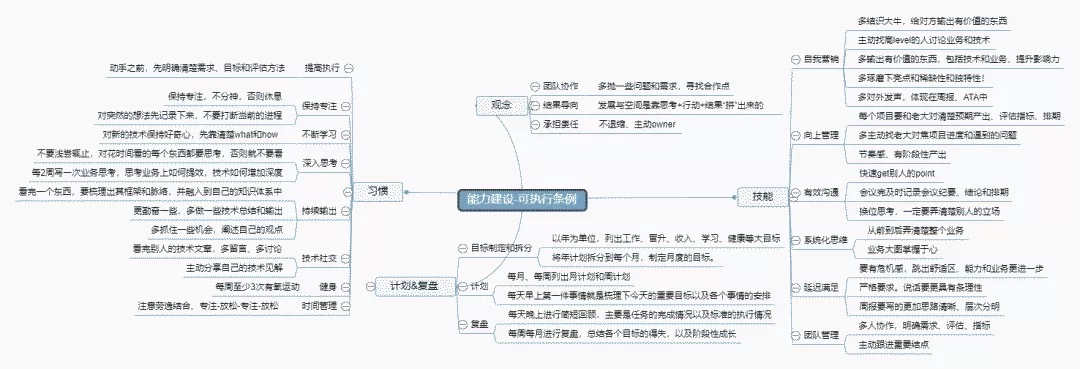 能力建设-可执行条例
观念
团队协作
多抛一些问题和需求，寻找合作点
结果导向
发展与空间是靠思考+行动+结果"拼"出来的
承担责任
不退缩、主动owner
技能
自我营销
多结识大牛，给对方输出有价值的东西
主动找高level的人讨论业务和技术
多输出有价值的东西，包括技术和业务，提升影响力
多琢磨下亮点和稀缺性和独特性！
多对外发声、体现在周报、ATA中
向上管理
每个项目要和老大对清楚预期产出、评估指标、排期
多主动找老大对焦项目进度和遇到的问题
节奏感、有阶段性产出
有效沟通
快速get别人的point
会议完及时记录会议纪要、结论和排期
换位思考，一定要弄清楚别人的立场
系统化思维
从前到后弄清楚整个业务
业务大图掌握于心
延迟满足
要有危机感，跳出舒适区，能力和业务更进一步
严格要求。说话要更具有条理性
周报要写的更加思路清晰、层次分明
团队管理
多人协作，明确需求、评估、指标
主动跟进重要结点
习惯
提高执行
动手之前，先明确清楚需求、目标和评估方法
保持专注
保持专注，不分神，否则休息
对突然的想法先记录下来，不要打断当前的进程
不断学习
对新的技术保持好奇心，先靠清楚what和how
深入思考
不要浅尝辄止，对花时间看的每个东西都要思考，否则就不要看
每2周写一次业务思考，思考业务上如何提效，技术如何增加深度
持续输出
看完一个东西，要梳理出其框架和脉络，并融入到自己的知识体系中
更勤奋一些，多做一些技术总结和输出
多抓住一些机会，阐述自己的观点
技术社交
看完别人的技术文章，多留言，多讨论
主动分享自己的技术见解
健身
每周至少3次有氧运动
时间管理
注意劳逸结合，专注-放松-专注-放松
计划&复盘
目标制定和拆分
以年为单位，列出工作、晋升、收入、学习、健康等大目标
将年计划拆分到每个月，制定月度的目标。
计划
每月、每周列出月计划和周计划
每天早上第一件事情就是梳理下今天的重要目标以及各个事情的安排
复盘
每天晚上进行简短回顾，主要是任务的完成情况以及标准的执行情况
每周每月进行复盘，总结各个目标的得失，以及阶段性成长